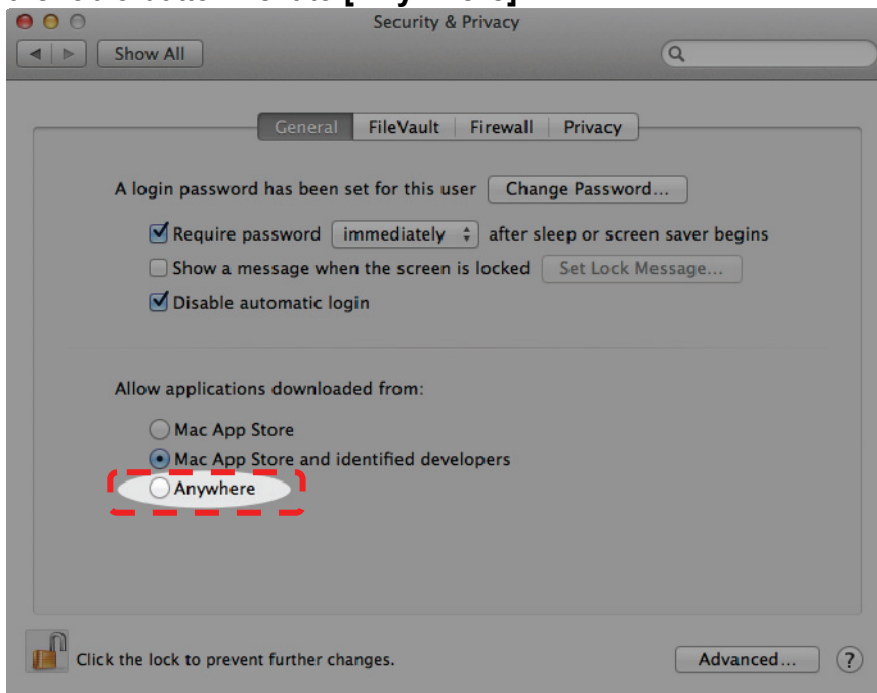 Security & Privacy
Show All
General FileVault Firewall Privacy
A login password has been set for this user Change Password...
Require password immediately after sleep or screen saver begins
Show a message when the screen is locked Set Lock Message...
Disable automatic login
Allow applications downloaded from:
Mac App Store
Mac App Store and identified developers
Anywhere
Click the lock to prevent further changes. Advanced... ?